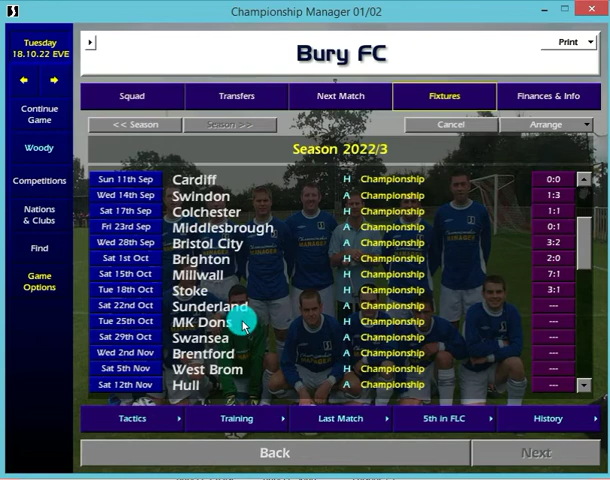 Championship Manager 01/02
Tuesday
18.10.22 EVE
Continue
Game
Woody
Competitions
Nations
& Clubs
Find
Game
Options
Bury FC
Print
Squad
Transfers
Next Match
Fixtures
Finances & Info
<< Season
Season >>
Cancel
Arrange
Season 2022/3
Sun 11th Sep Cardiff H Championship 0:0
Wed 14th Sep Swindon A Championship 1:3
Sat 17th Sep Colchester H Championship 1:1
Fri 23rd Sep Middlesbrough A Championship 0:1
Wed 28th Sep Bristol City A Championship 3:2
Sat 1st Oct Brighton H Championship 2:0
Sat 15th Oct Millwall H Championship 7:1
Tue 18th Oct Stoke H Championship 3:1
Sat 22nd Oct Sunderland A Championship ---
Tue 25th Oct MK Dons H Championship ---
Sat 29th Oct Swansea A Championship ---
Wed 2nd Nov Brentford A Championship ---
Sat 5th Nov West Brom H Championship ---
Sat 12th Nov Hull A Championship ---
Tactics
Training
Last Match
5th in FLC
History
Back
Next